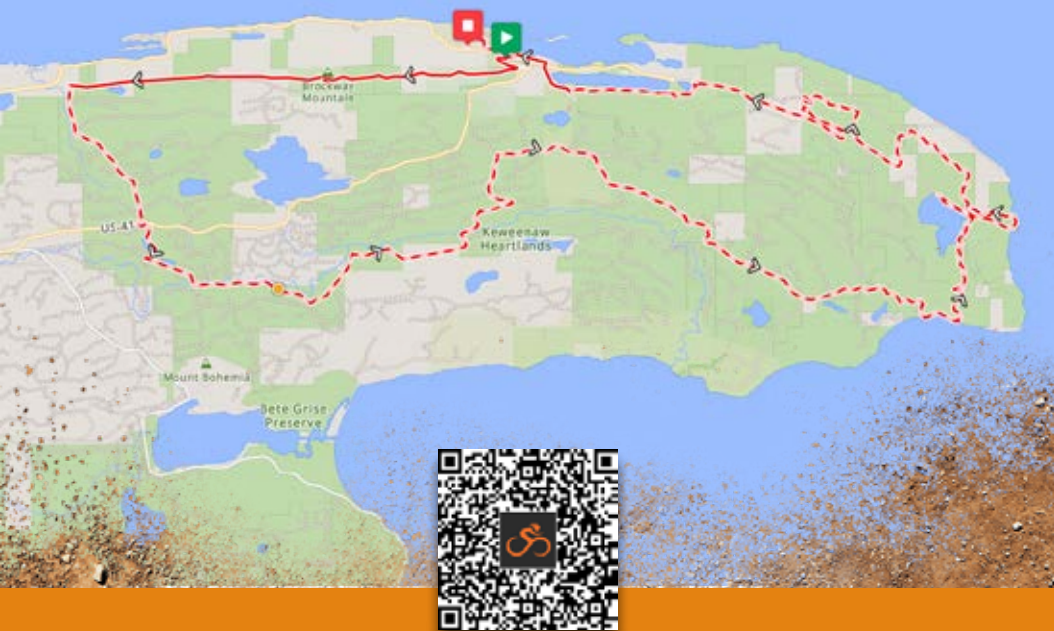 Brockway
Mountain
US-41
Keweenaw
Heartlands
Mount Bohemia
Bete Grise
Preserve